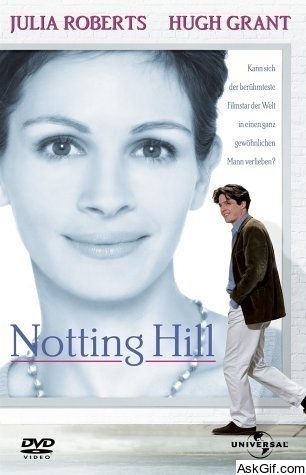 JULIA ROBERTS HUGH GRANT
Kann sich
der berühmteste
Filmstar der Welt
in einen ganz
gewöhnlichen
Mann verlieben?
Notting Hill
DVD
VIDEO
UNIVERSAL
AskGif.com